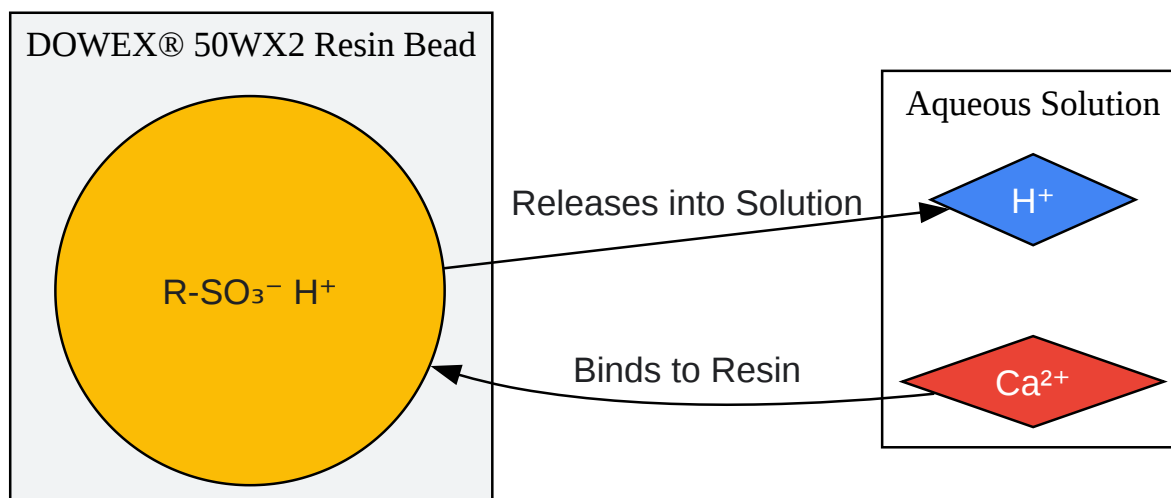 DOWEX® 50WX2 Resin Bead
Aqueous Solution
Releases into Solution
H⁺
R-SO₃⁻ H⁺
Binds to Resin
Ca²⁺